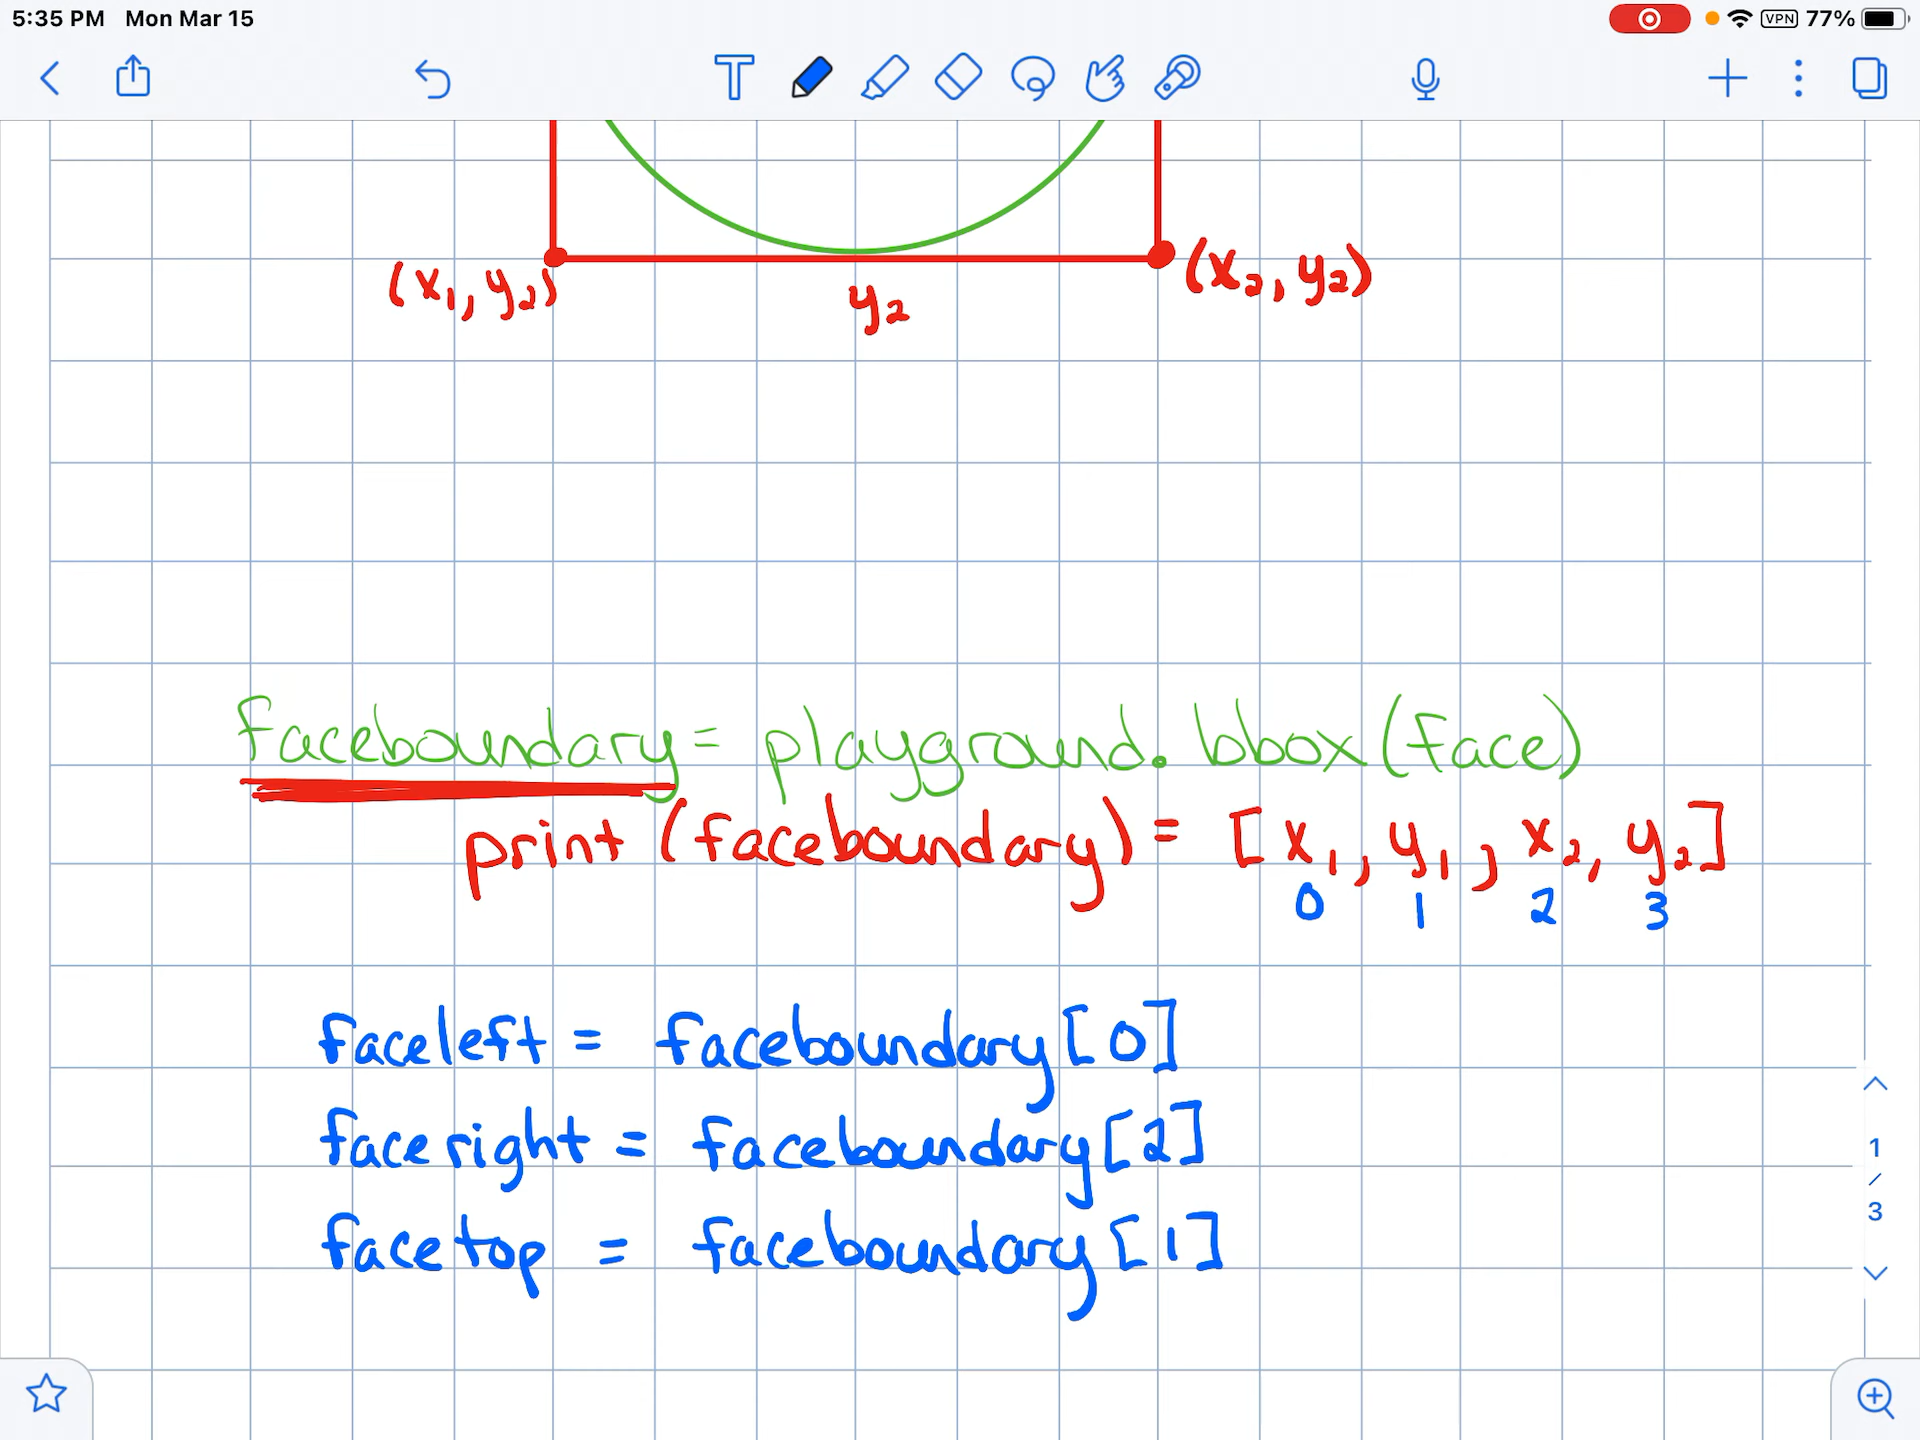 5:35 PM Mon Mar 15 VPN 77%
T
(x₁, y₂) y₂ (x₂, y₂)
faceboundary = playground.bbox(face)
print (faceboundary) = [x₁, y₁, x₂, y₂]
0 1 2 3
faceleft = faceboundary[0]
faceright = faceboundary[2]
facetop = faceboundary[1]
1
/
3